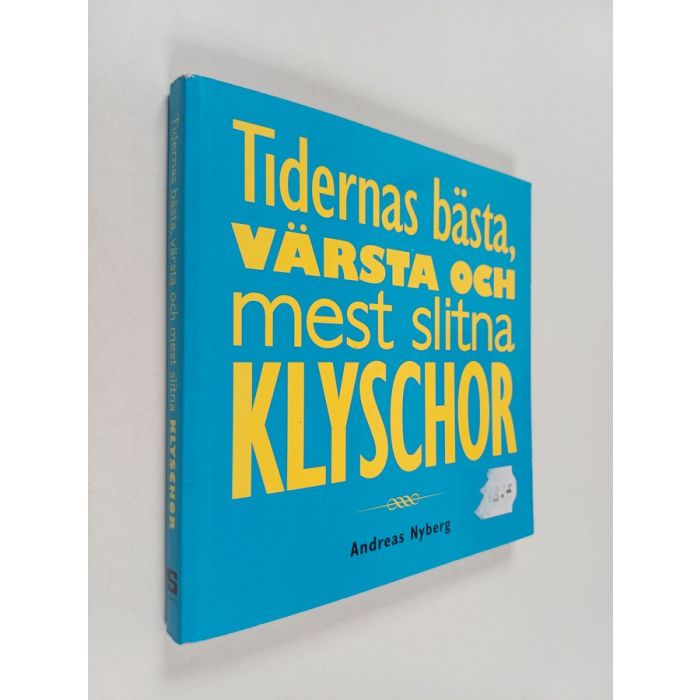 Tidernas bästa,
VÄRSTA OCH
mest slitna
KLYSCHOR
Andreas Nyberg
Tidernas bästa, värsta och mest slitna KLYSCHOR
S